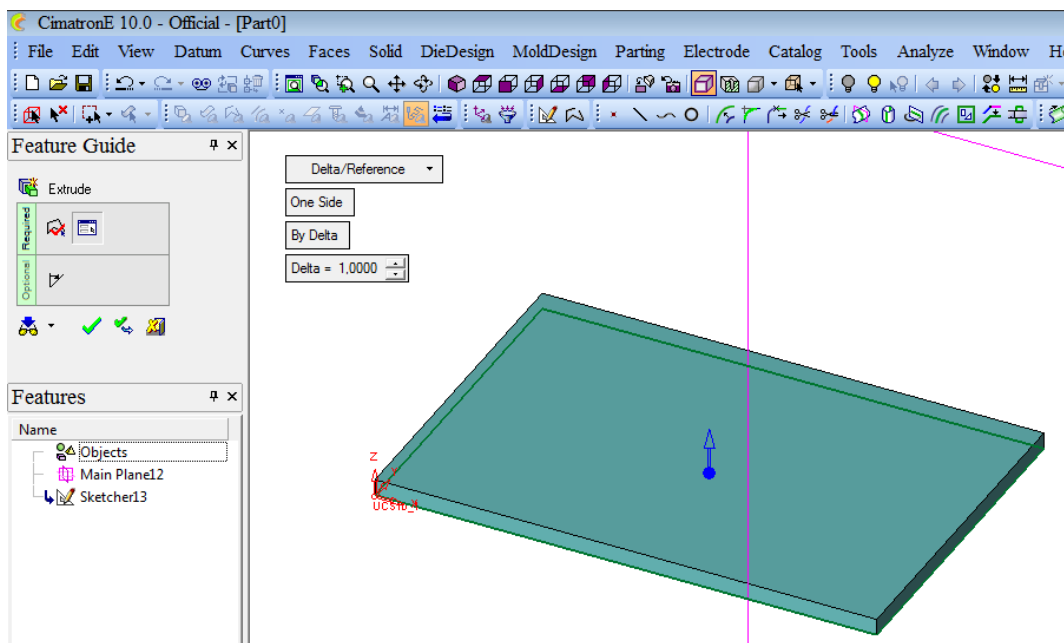 CimatronE 10.0 - Official - [Part0]
File Edit View Datum Curves Faces Solid DieDesign MoldDesign Parting Electrode Catalog Tools Analyze Window
Feature Guide
Extrude
Required
Optional
Features
Name
Objects
Main Plane12
Sketcher13
Delta/Reference
One Side
By Delta
Delta = 1,0000
Z